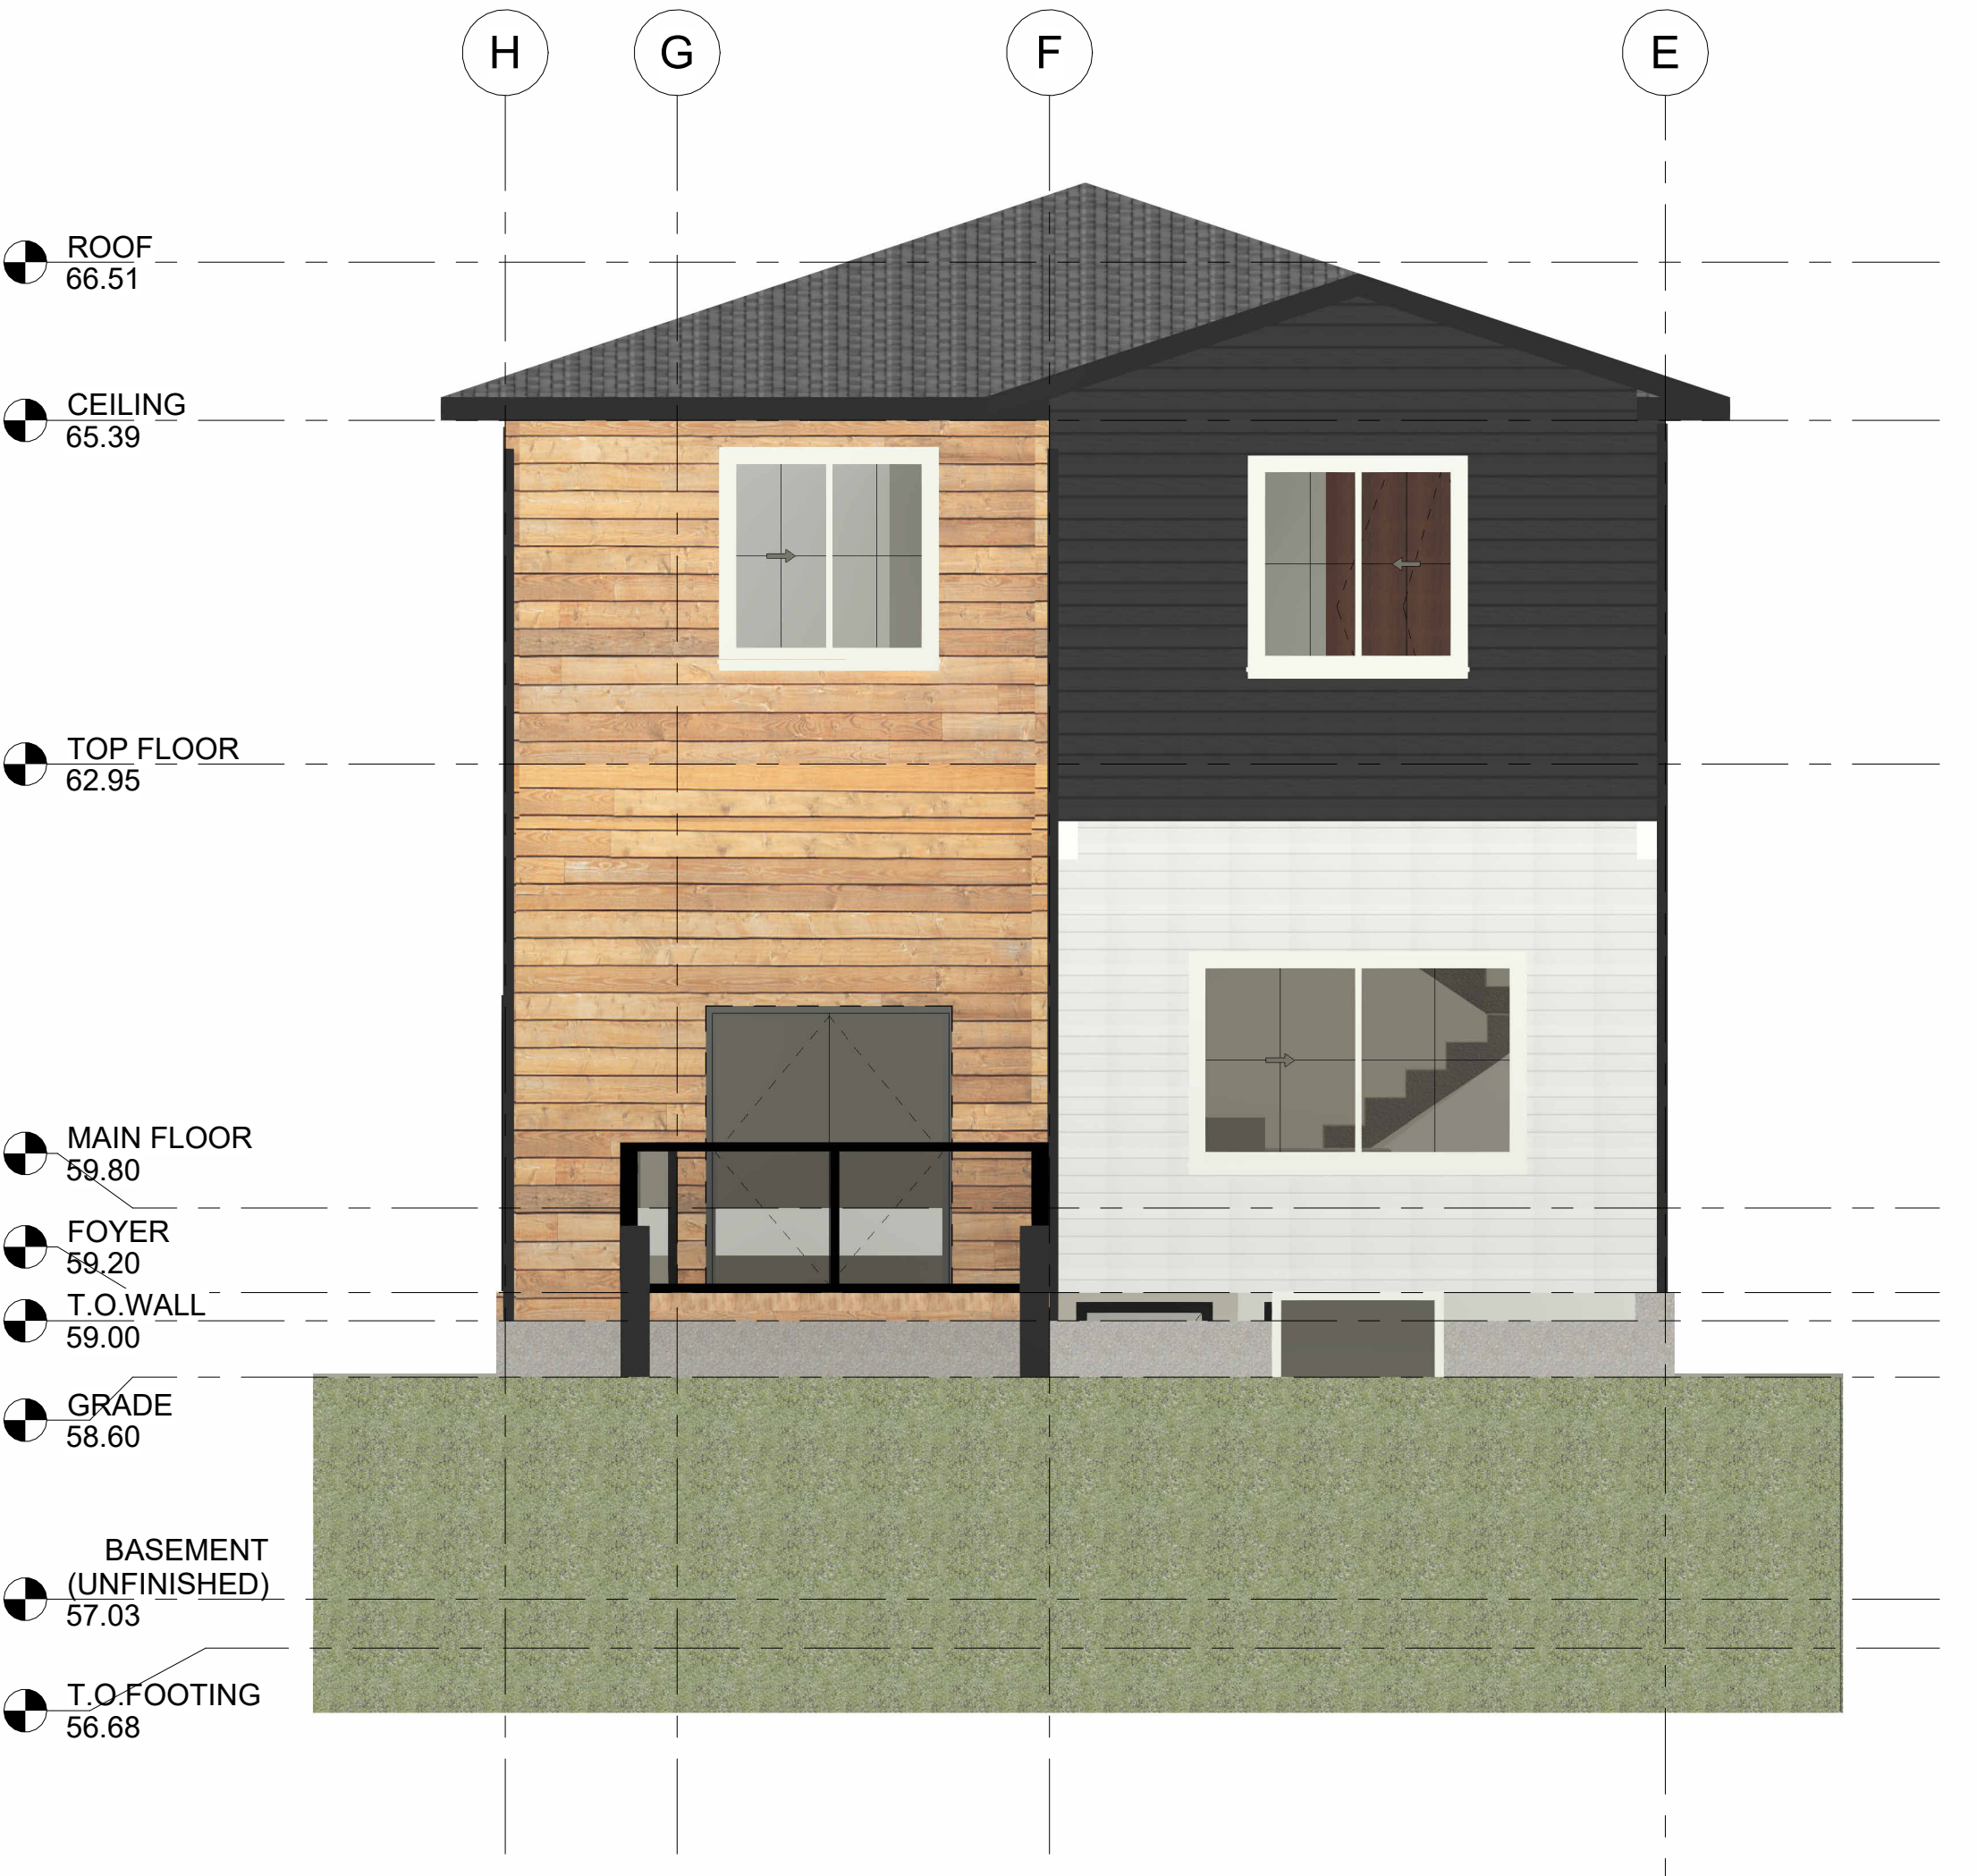 H G F E
ROOF
66.51
CEILING
65.39
TOP FLOOR
62.95
MAIN FLOOR
59.80
FOYER
59.20
T.O.WALL
59.00
GRADE
58.60
BASEMENT
(UNFINISHED)
57.03
T.O.FOOTING
56.68